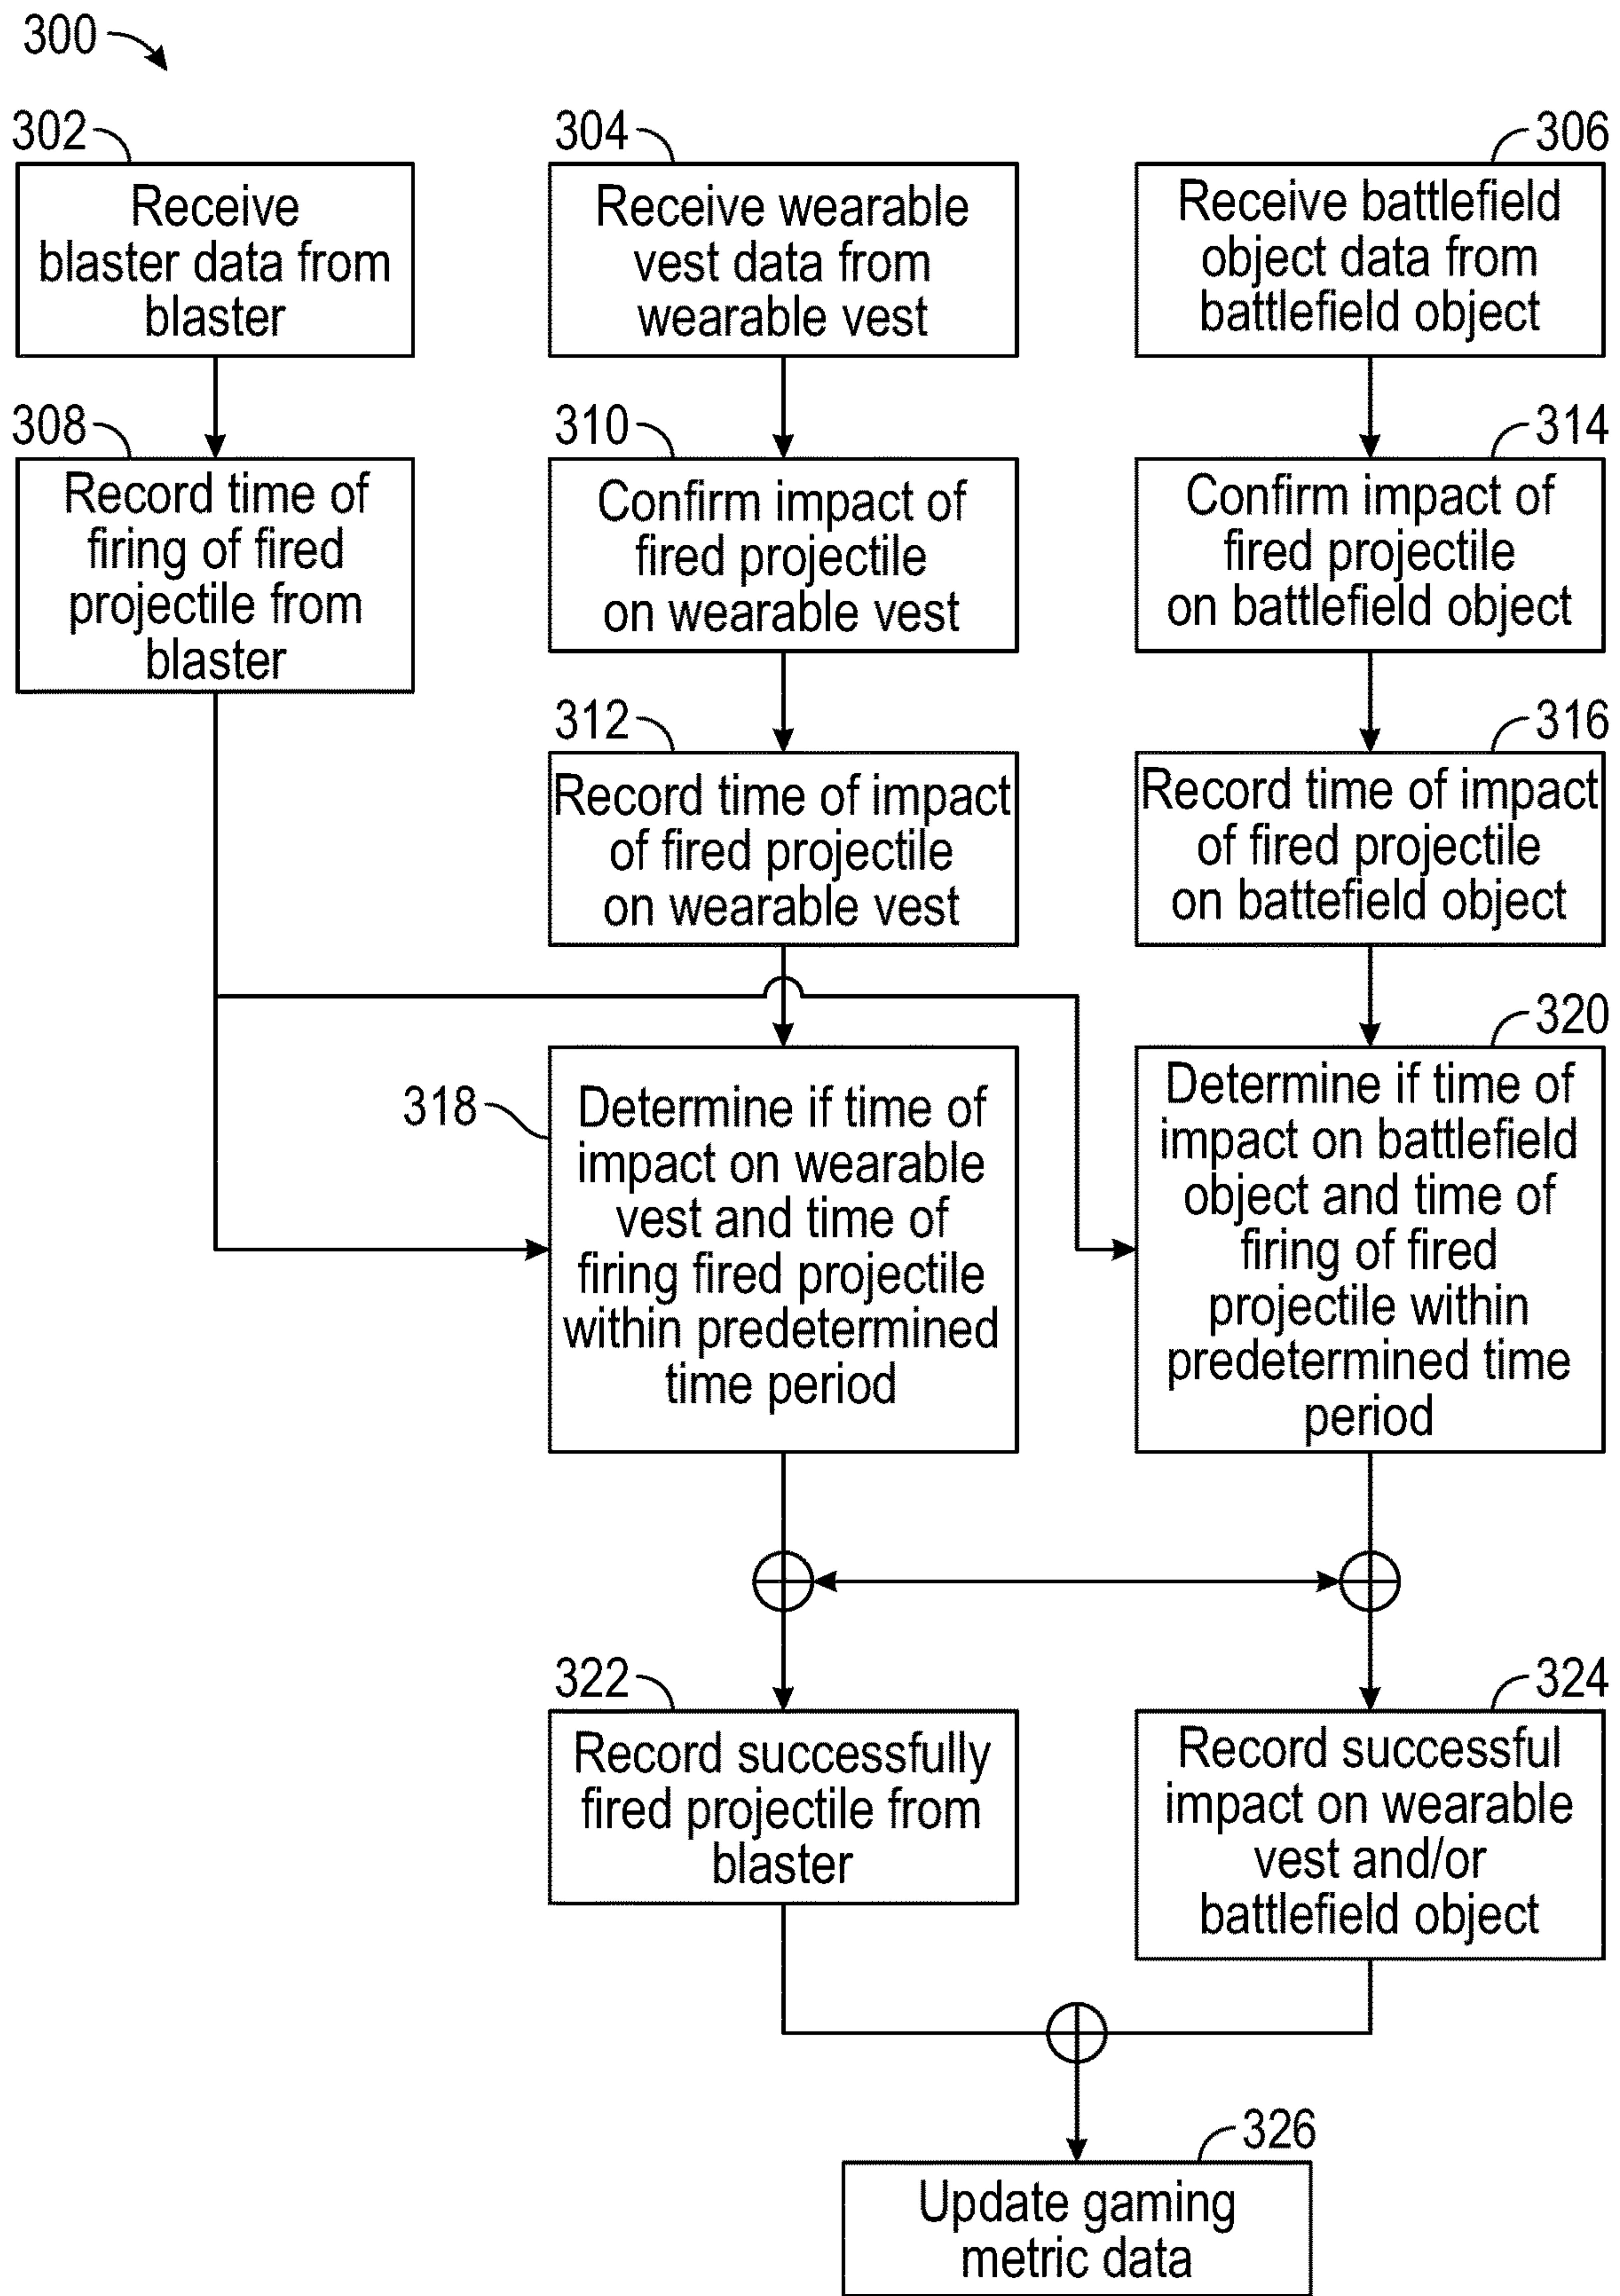 300
302
Receive
blaster data from
blaster
304
Receive wearable
vest data from
wearable vest
306
Receive battlefield
object data from
battlefield object
308
Record time of
firing of fired
projectile from
blaster
310
Confirm impact of
fired projectile
on wearable vest
314
Confirm impact of
fired projectile
on battlefield object
312
Record time of impact
of fired projectile
on wearable vest
316
Record time of impact
of fired projectile
on battefield object
318
Determine if time of
impact on wearable
vest and time of
firing fired projectile
within predetermined
time period
320
Determine if time of
impact on battlefield
object and time of
firing of fired
projectile within
predetermined time
period
322
Record successfully
fired projectile from
blaster
324
Record successful
impact on wearable
vest and/or
battlefield object
326
Update gaming
metric data